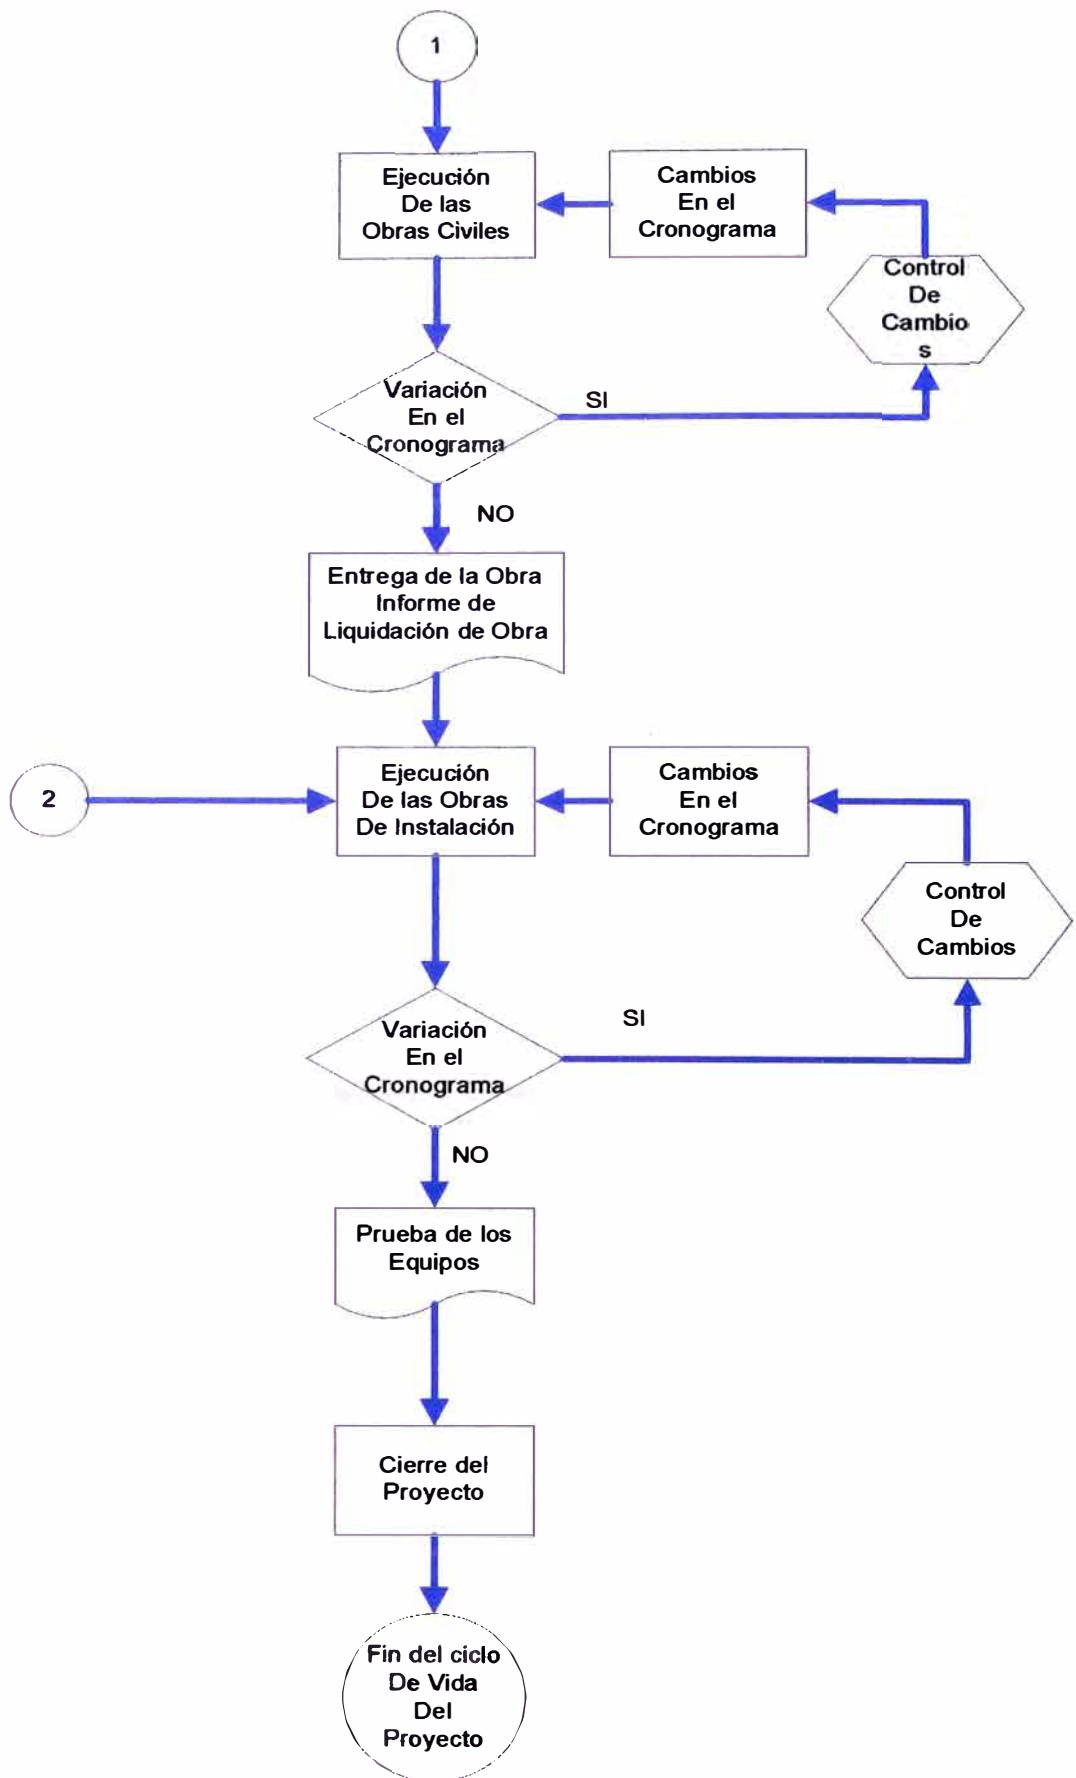 1
Ejecución
De las
Obras Civiles
Cambios
En el
Cronograma
Control
De
Cambio
s
Variación
En el
Cronograma
SI
NO
Entrega de la Obra
Informe de
Liquidación de Obra
2
Ejecución
De las Obras
De Instalación
Cambios
En el
Cronograma
Control
De
Cambios
Variación
En el
Cronograma
SI
NO
Prueba de los
Equipos
Cierre del
Proyecto
Fin del ciclo
De Vida
Del
Proyecto